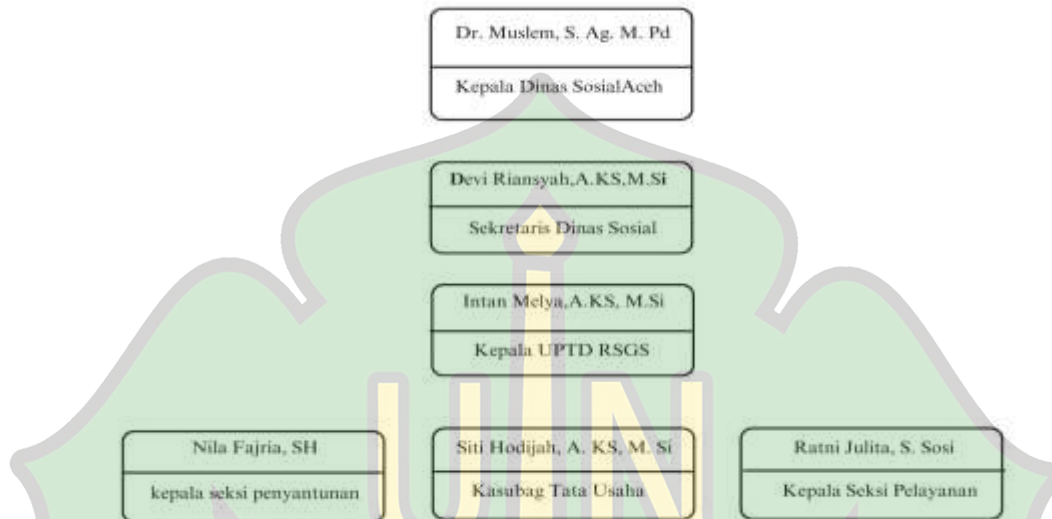 Dr. Muslem, S. Ag. M. Pd
Kepala Dinas SosialAceh
Devi Riansyah,A.KS,M.Si
Sekretaris Dinas Sosial
Intan Melya,A.KS, M.Si
Kepala UPTD RSGS
Nila Fajria, SH
kepala seksi penyantunan
Siti Hodijah, A. KS, M. Si
Kasubag Tata Usaha
Ratni Julita, S. Sosi
Kepala Seksi Pelayanan
UIN